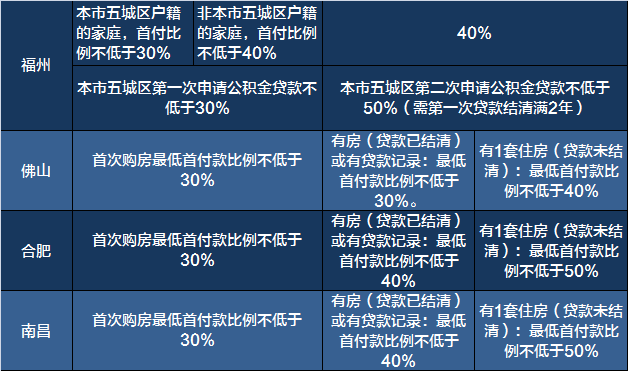 福州
本市五城区户籍
的家庭，首付比
例不低于30%
非本市五城区户籍
的家庭，首付比例
不低于40%
40%
本市五城区第一次申请公积金贷款不
低于30%
本市五城区第二次申请公积金贷款不低于
50%（需第一次贷款结清满2年）
佛山
首次购房最低首付款比例不低于
30%
有房（贷款已结清）
或有贷款记录：最低
首付款比例不低于
30%。
有1套住房（贷款未结
清）：最低首付款比
例不低于40%
合肥
首次购房最低首付款比例不低于
30%
有房（贷款已结清）
或有贷款记录：最低
首付款比例不低于
40%
有1套住房（贷款未结
清）：最低首付款比
例不低于50%
南昌
首次购房最低首付款比例不低于
30%
有房（贷款已结清）
或有贷款记录：最低
首付款比例不低于
40%
有1套住房（贷款未结
清）：最低首付款比
例不低于50%